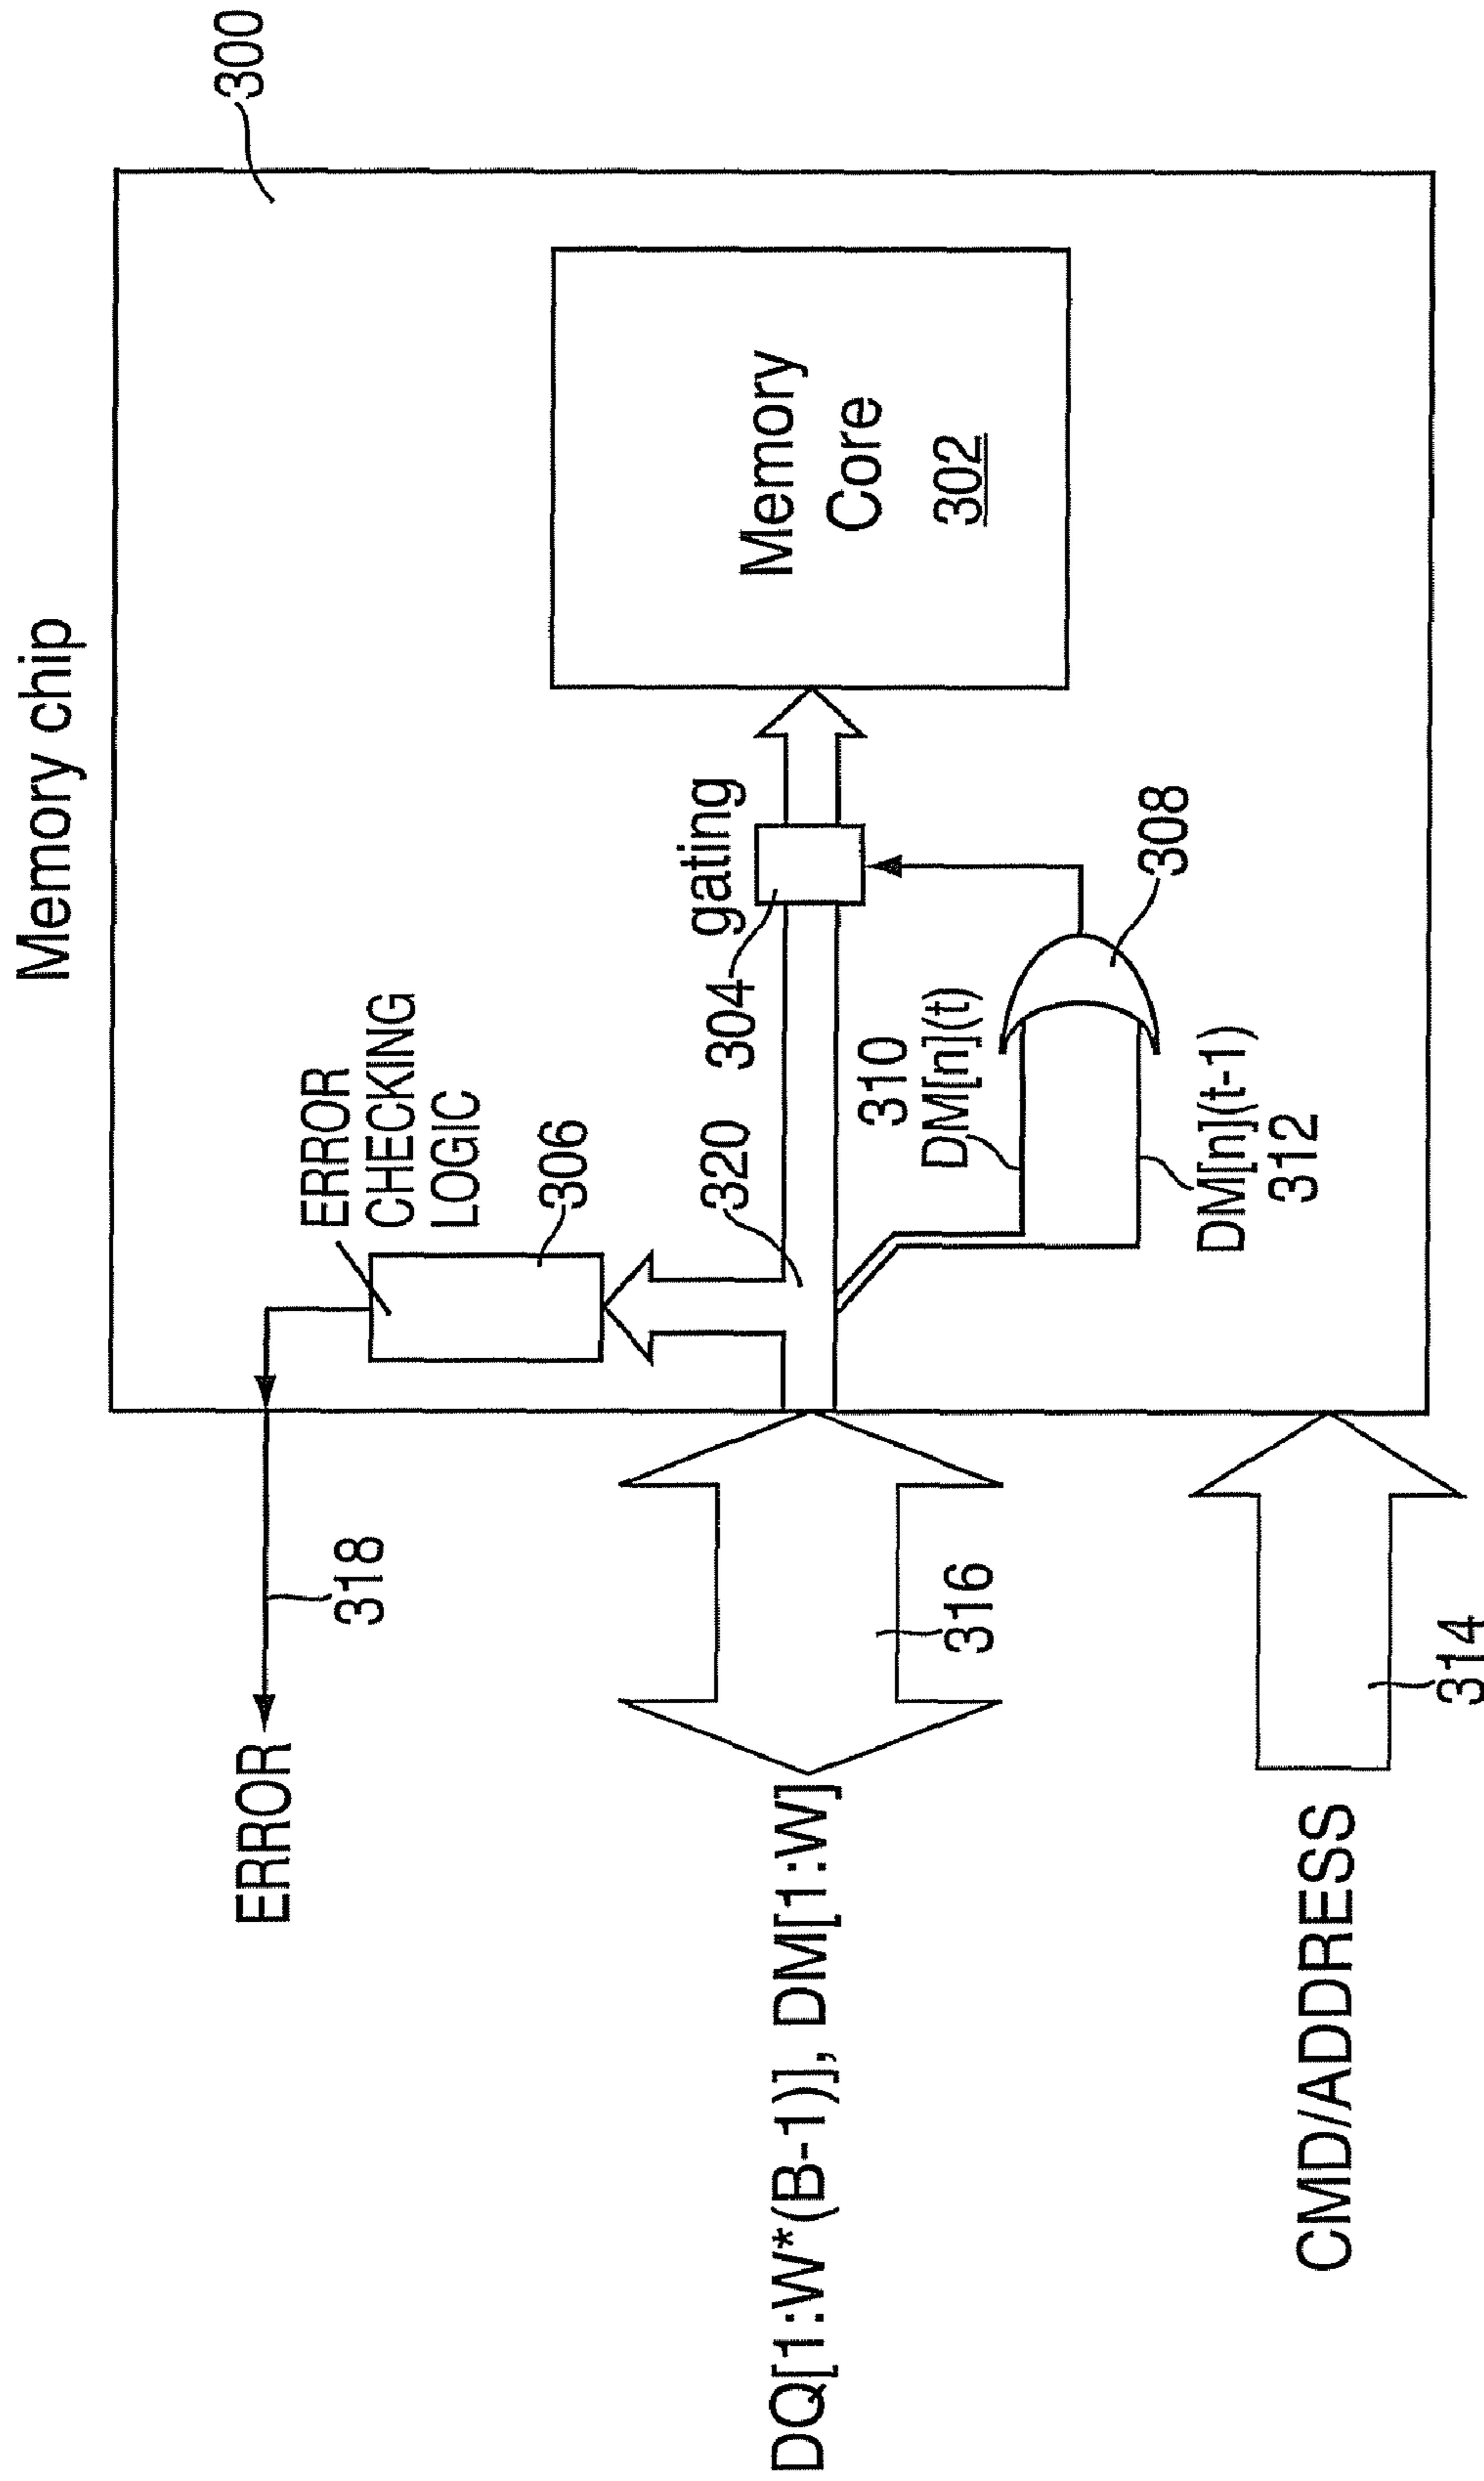 Memory chip
300
ERROR
318
ERROR
CHECKING
LOGIC
306
DQ[1:W*(B-1)], DM[1:W]
316
320
304
gating
Memory
Core
302
310
DM[n](t)
DM[n](t-1)
312
308
CMD/ADDRESS
314